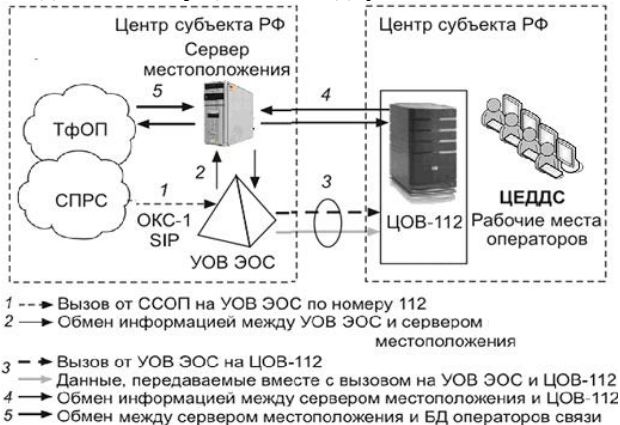 Центр субъекта РФ
Центр субъекта РФ
Сервер
местоположения
5
4
ТфОП
СПРС
1
2
3
ОКС-1
SIP
УОВ ЭОС
ЦОВ-112
ЦЕДДС
Рабочие места
операторов
1 Вызов от ССОП на УОВ ЭОС по номеру 112
2 Обмен информацией между УОВ ЭОС и сервером
местоположения
3 Вызов от УОВ ЭОС на ЦОВ-112
Данные, передаваемые вместе с вызовом на УОВ ЭОС и ЦОВ-112
4 Обмен информацией между сервером местоположения и ЦОВ-112
5 Обмен между сервером местоположения и БД операторов связи